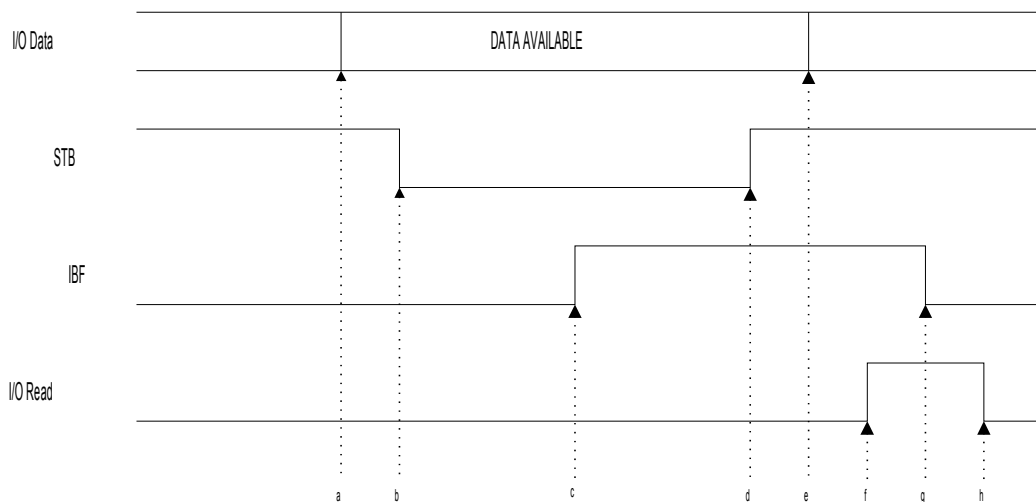 I/O Data
DATA AVAILABLE
STB
IBF
I/O Read
a b c d e f g h